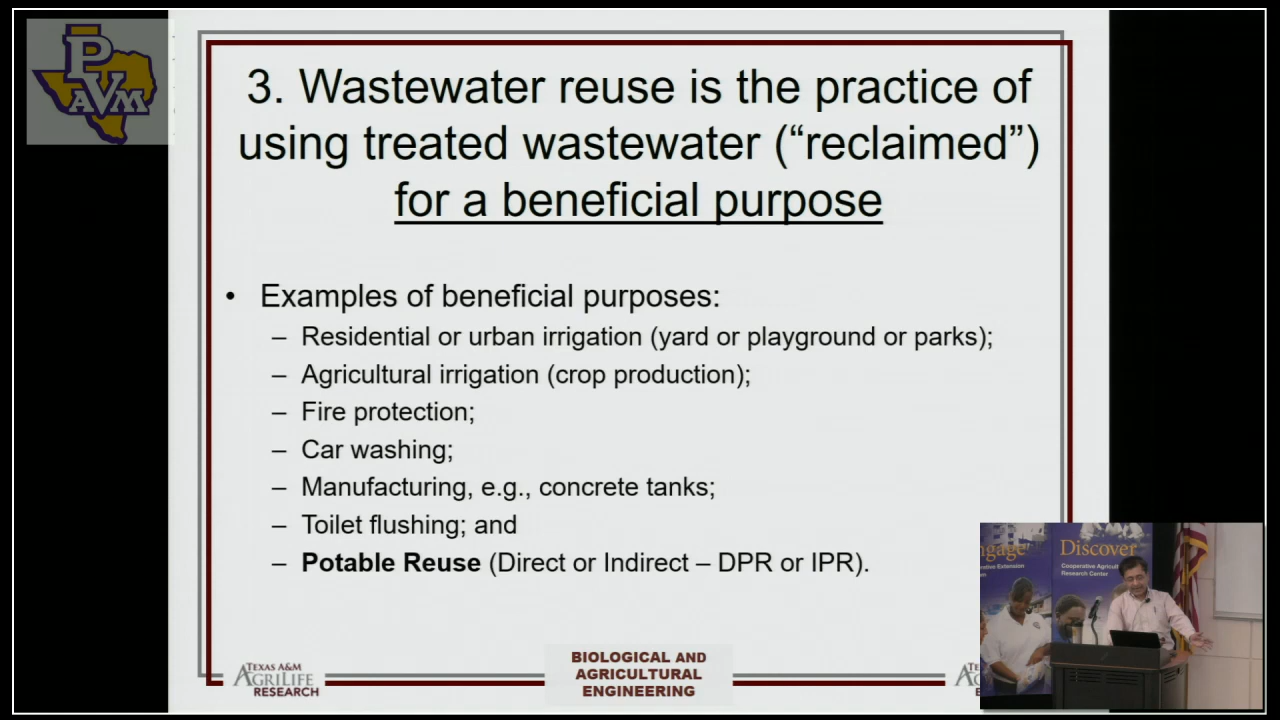 PVAVM
3. Wastewater reuse is the practice of
using treated wastewater (“reclaimed”)
for a beneficial purpose
• Examples of beneficial purposes:
– Residential or urban irrigation (yard or playground or parks);
– Agricultural irrigation (crop production);
– Fire protection;
– Car washing;
– Manufacturing, e.g., concrete tanks;
– Toilet flushing; and
– Potable Reuse (Direct or Indirect – DPR or IPR).
TEXAS A&M
AGRILIFE
RESEARCH
BIOLOGICAL AND
AGRICULTURAL
ENGINEERING
Discover
Research Center